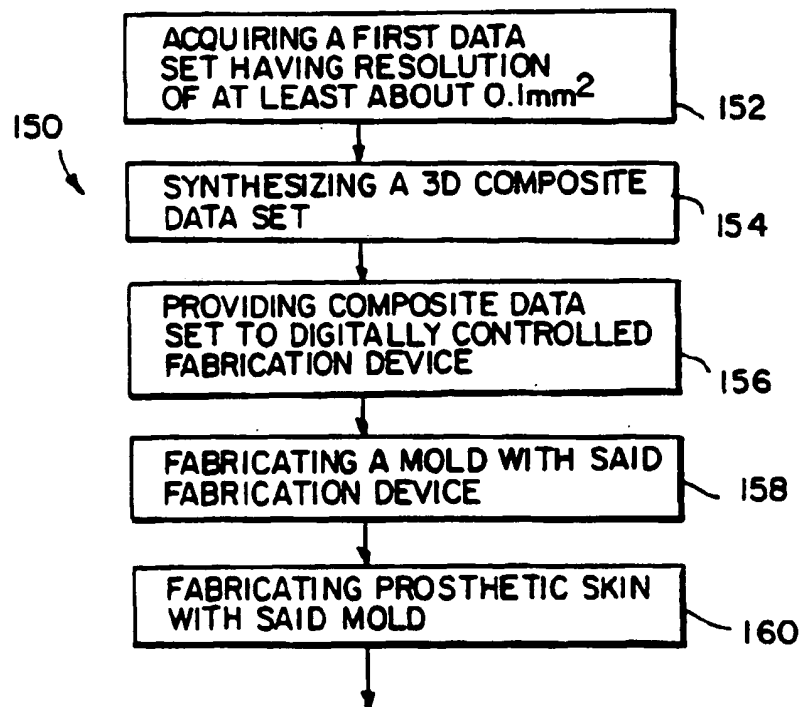 ACQUIRING A FIRST DATA
SET HAVING RESOLUTION
OF AT LEAST ABOUT 0.1mm²
152
150
SYNTHESIZING A 3D COMPOSITE
DATA SET
154
PROVIDING COMPOSITE DATA
SET TO DIGITALLY CONTROLLED
FABRICATION DEVICE
156
FABRICATING A MOLD WITH SAID
FABRICATION DEVICE
158
FABRICATING PROSTHETIC SKIN
WITH SAID MOLD
160